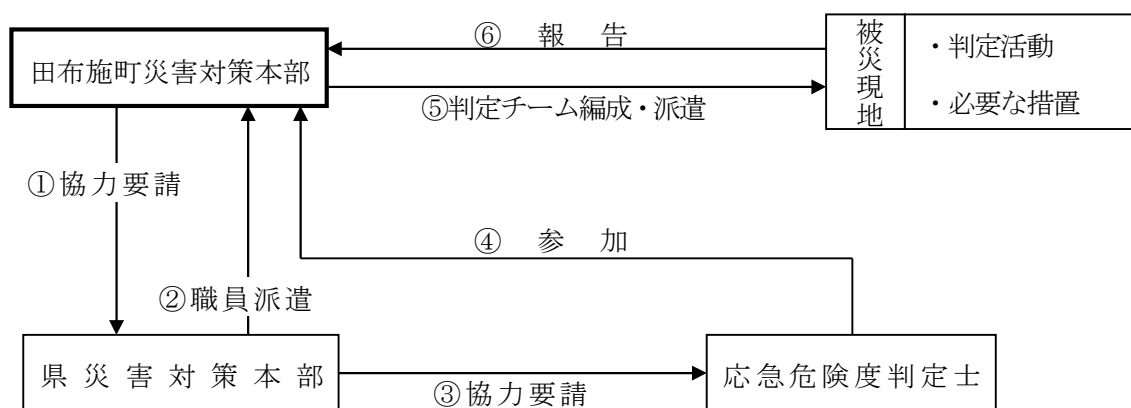 ⑥ 報 告
田布施町災害対策本部
被災現地
・判定活動
・必要な措置
⑤判定チーム編成・派遣
①協力要請
④ 参 加
②職員派遣
県災害対策本部
③協力要請
応急危険度判定士